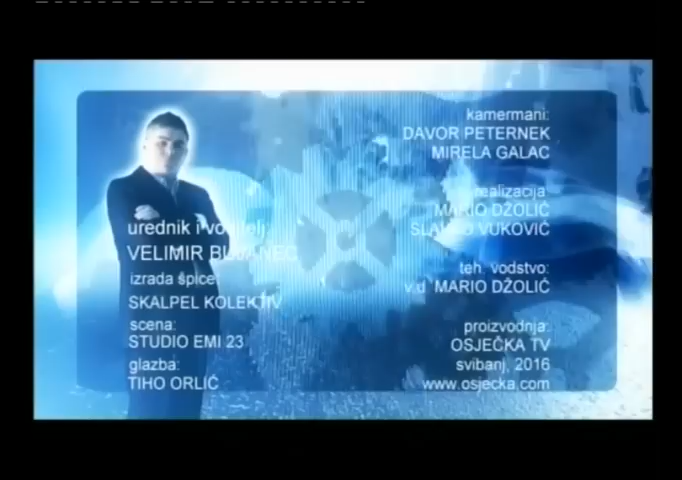 urednik i voditelj:
VELIMIR BUJANEC
izrada špice:
SKALPEL KOLEKTIV
scena:
STUDIO EMI 23
glazba:
TIHO ORLIĆ
kamermani:
DAVOR PETERNEK
MIRELA GALAC
realizacija:
MARIO DŽOLIĆ
SLAVKO VUKOVIĆ
teh. vodstvo:
v.d. MARIO DŽOLIĆ
proizvodnja:
OSJEČKA TV
svibanj, 2016
www.osjecka.com